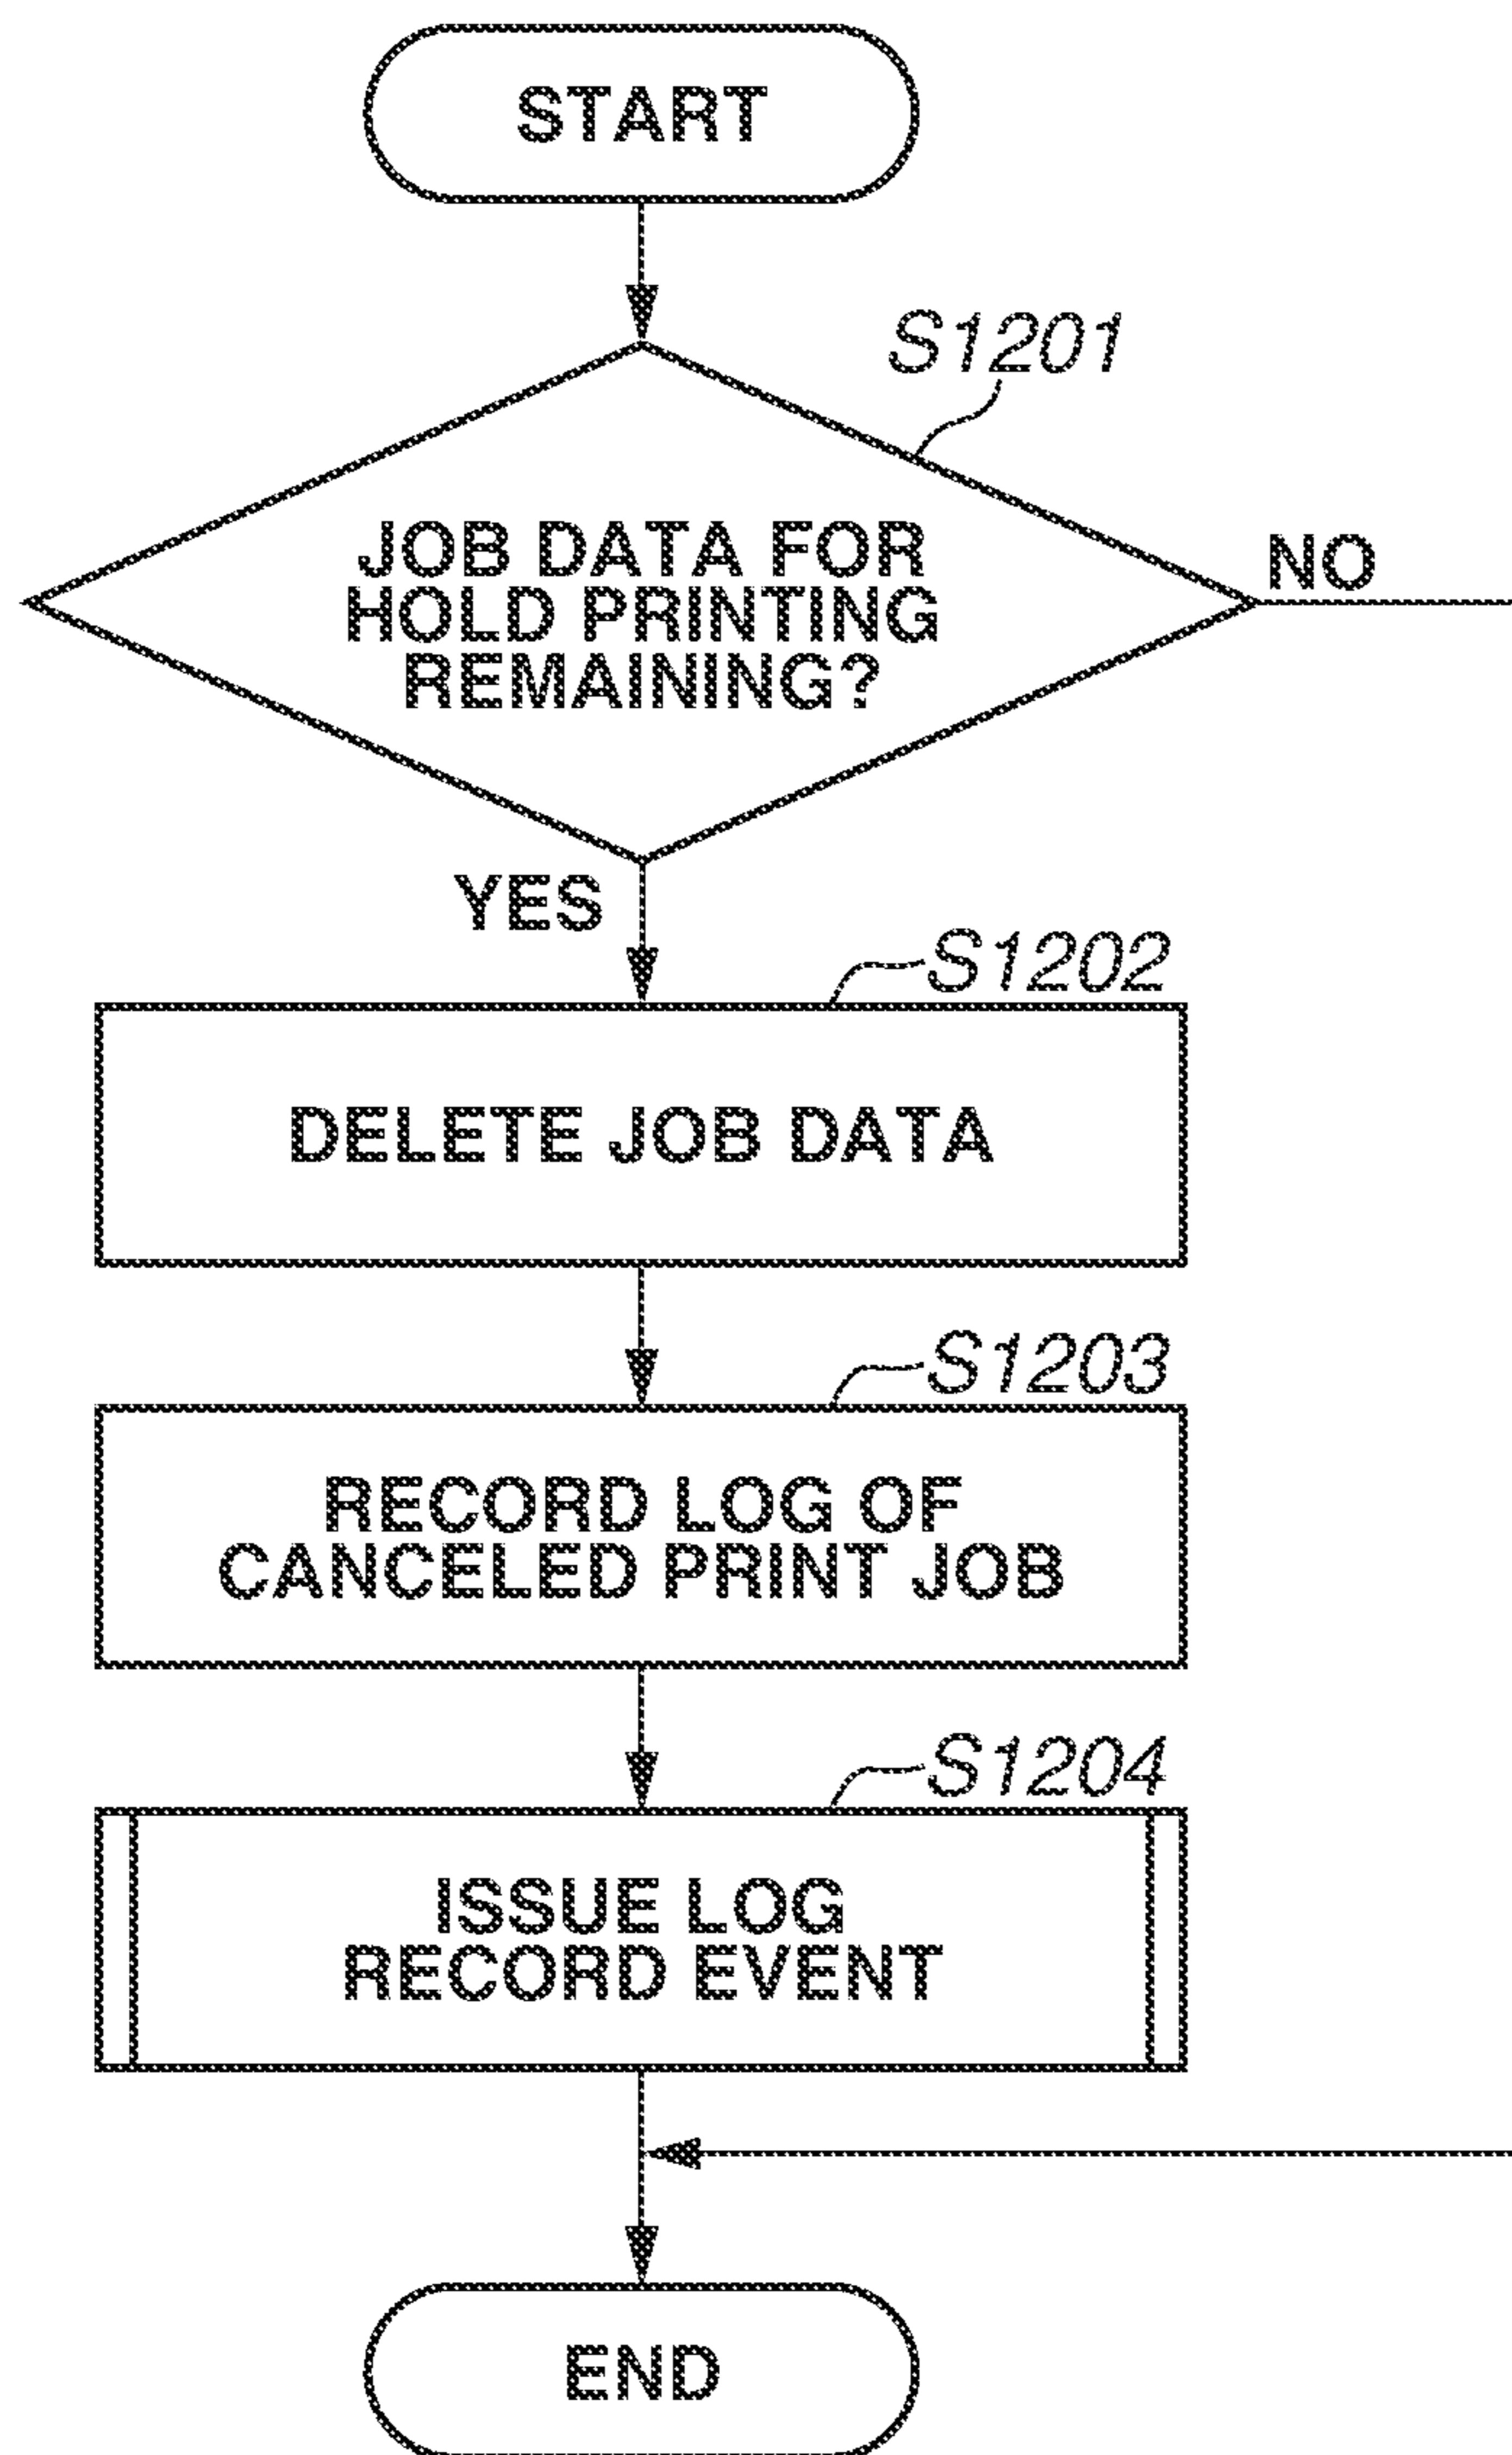 START
S1201
JOB DATA FOR
HOLD PRINTING
REMAINING?
NO
YES
S1202
DELETE JOB DATA
S1203
RECORD LOG OF
CANCELED PRINT JOB
S1204
ISSUE LOG
RECORD EVENT
END